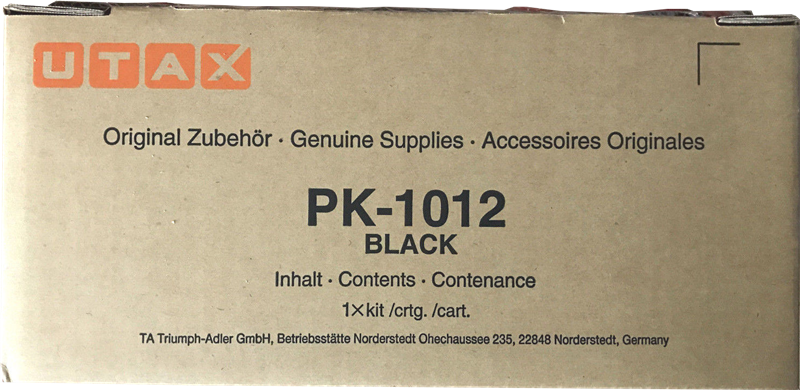 UTAX
Original Zubehör · Genuine Supplies · Accessoires Originales
PK-1012
BLACK
Inhalt · Contents · Contenance
1×kit /crtg. /cart.
TA Triumph-Adler GmbH, Betriebsstätte Norderstedt Ohechaussee 235, 22848 Norderstedt, Germany